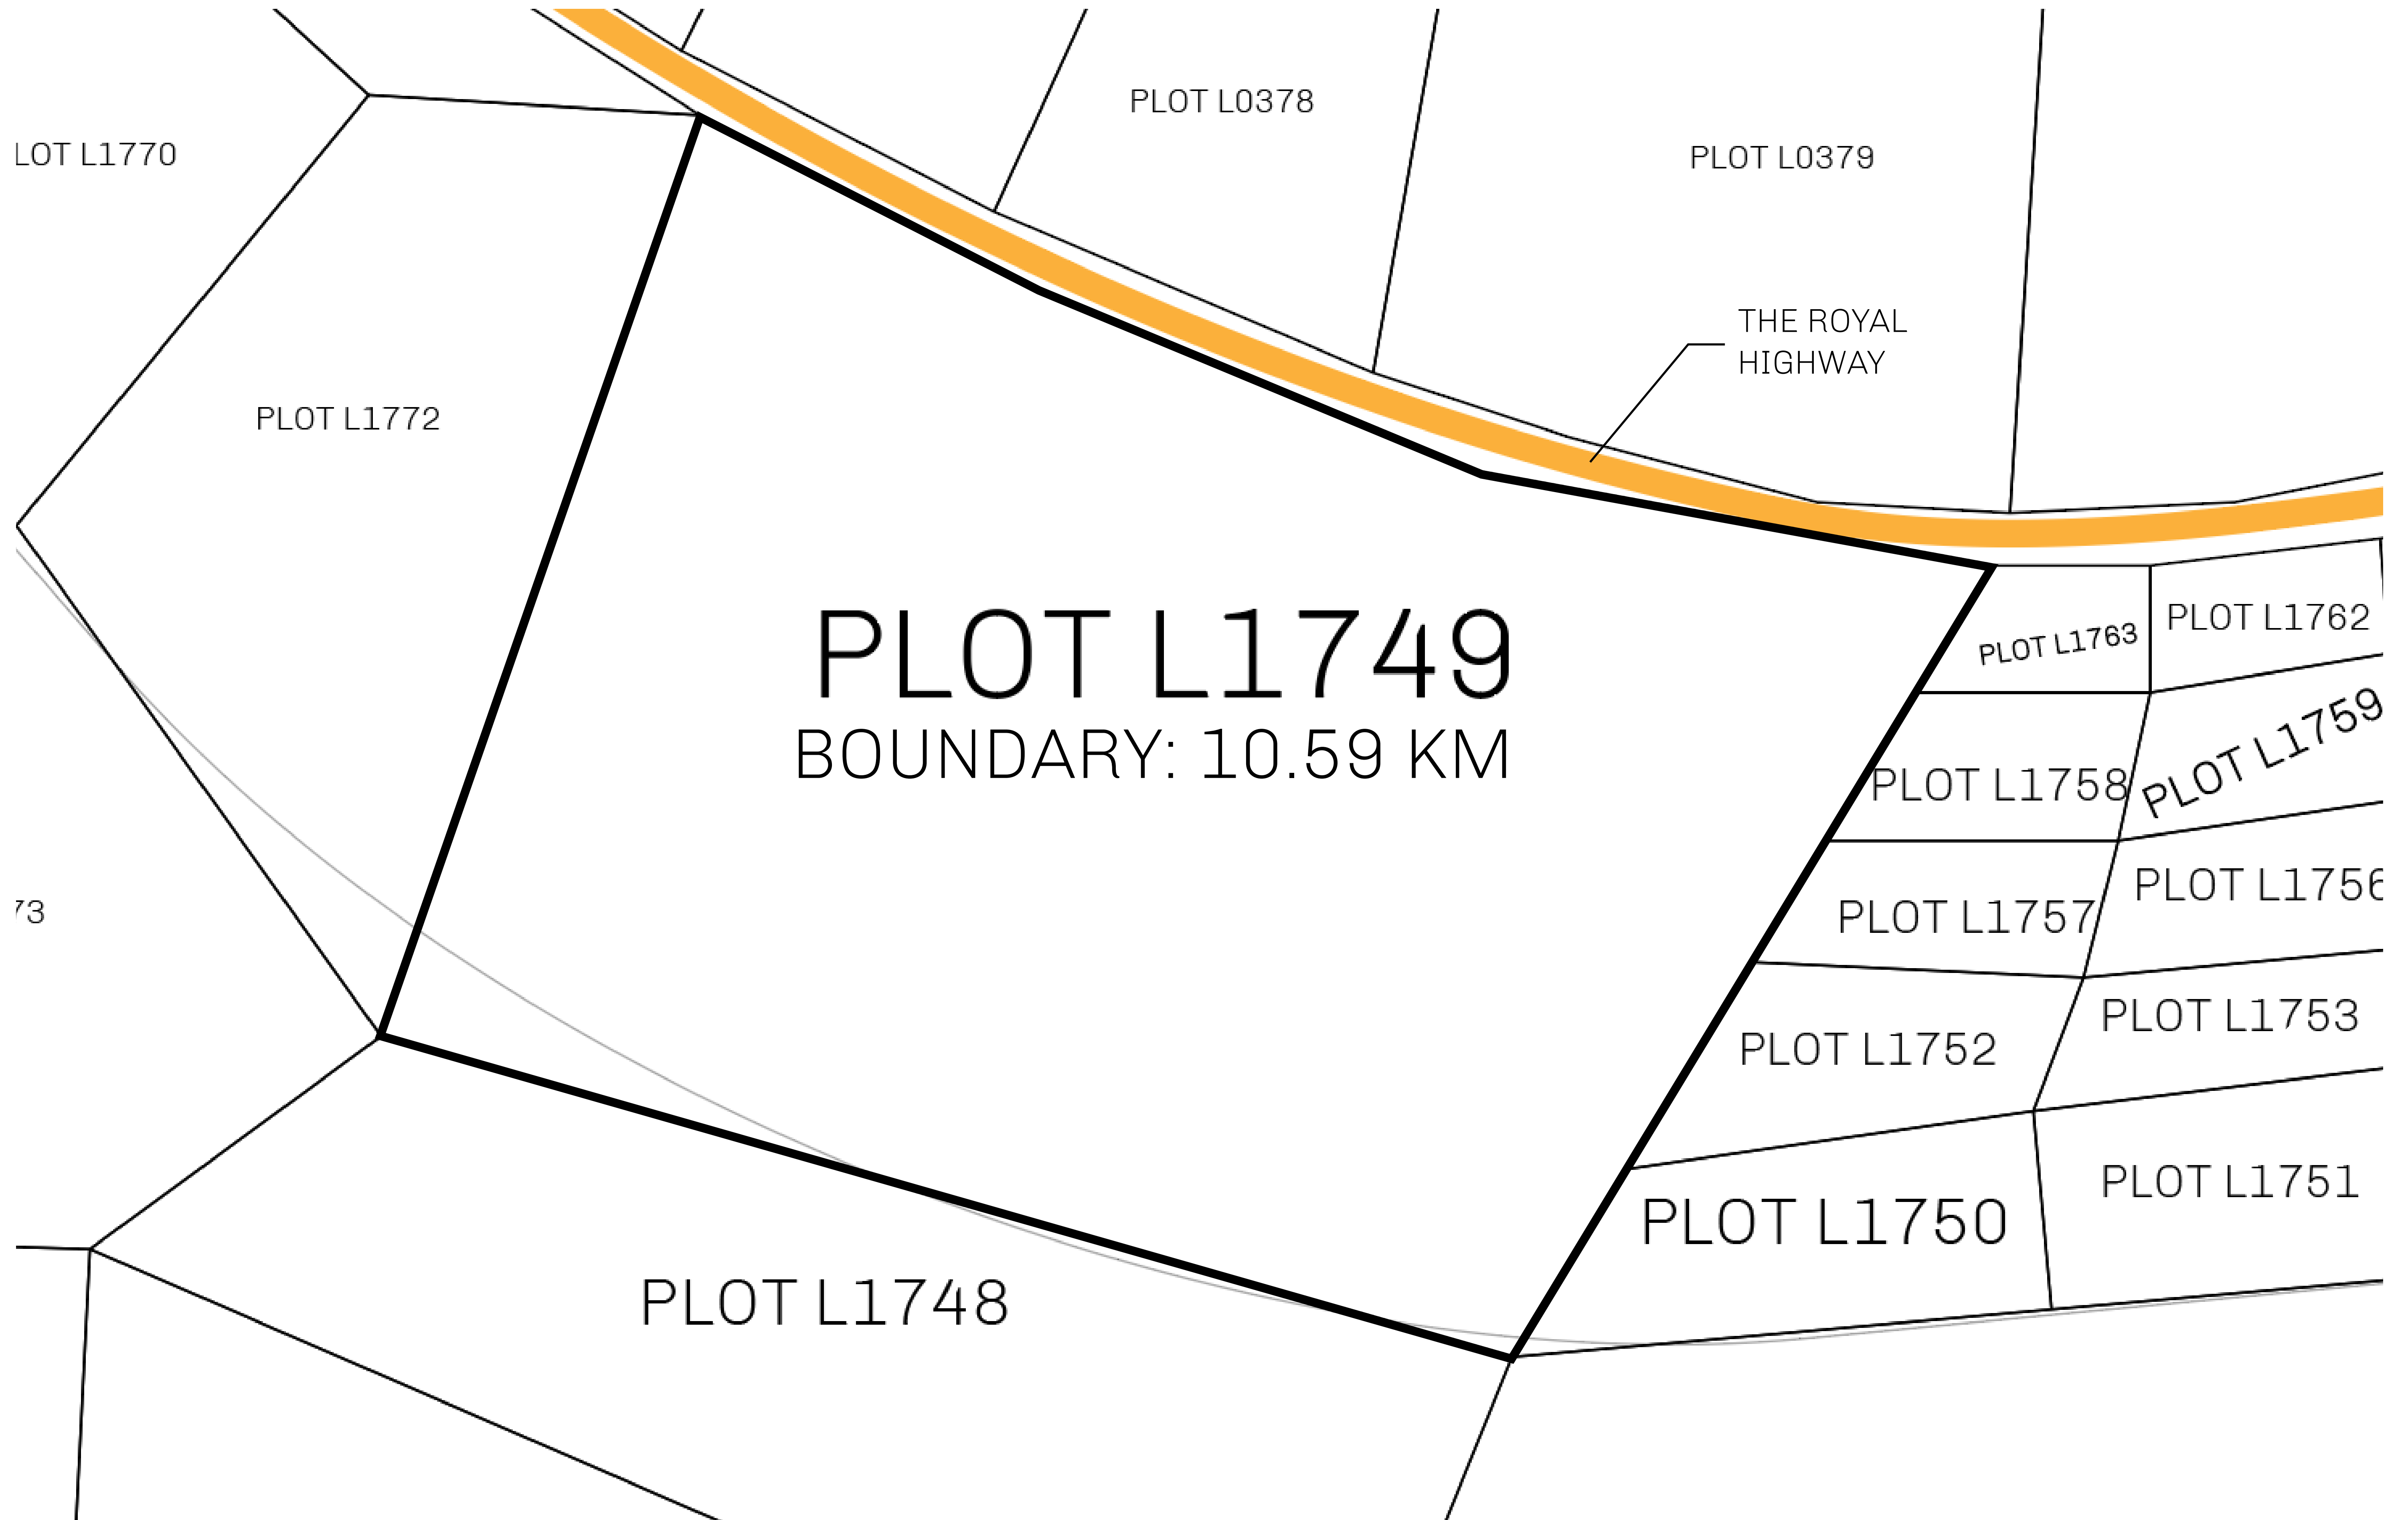 PLOT L0378
LOT L1770
PLOT L0379
THE ROYAL
HIGHWAY
PLOT L1772
PLOT L1749
BOUNDARY: 10.59 KM
PLOT L1763
PLOT L1762
PLOT L1759
PLOT L1758
PLOT L1756
PLOT L1757
73
PLOT L1753
PLOT L1752
PLOT L1751
PLOT L1750
PLOT L1748